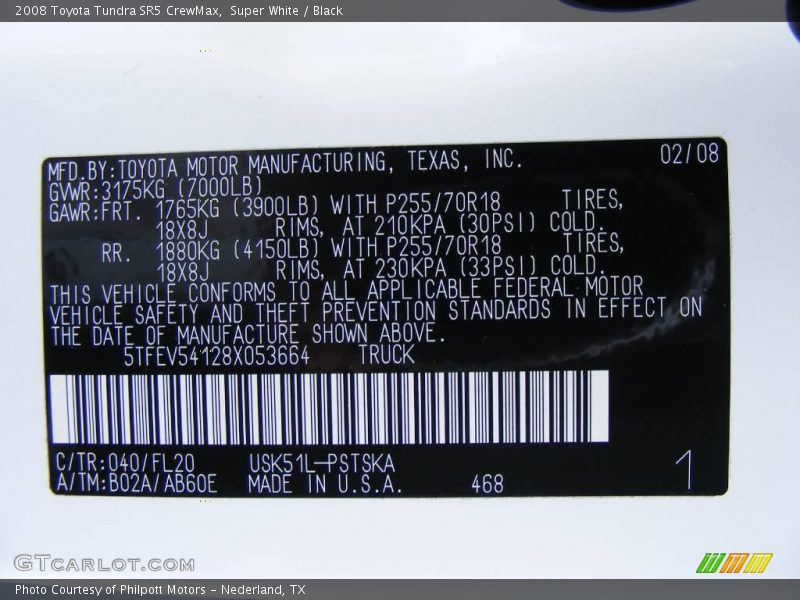 2008 Toyota Tundra SR5 CrewMax, Super White / Black
MFD.BY:TOYOTA MOTOR MANUFACTURING, TEXAS, INC. 02/08
GVWR:3175KG (7000LB)
GAWR:FRT. 1765KG (3900LB) WITH P255/70R18 TIRES,
18X8J RIMS, AT 210KPA (30PSI) COLD.
RR. 1880KG (4150LB) WITH P255/70R18 TIRES,
18X8J RIMS, AT 230KPA (33PSI) COLD.
THIS VEHICLE CONFORMS TO ALL APPLICABLE FEDERAL MOTOR
VEHICLE SAFETY AND THEFT PREVENTION STANDARDS IN EFFECT ON
THE DATE OF MANUFACTURE SHOWN ABOVE.
5TFEV54128X053664 TRUCK
C/TR:040/FL20 USK51L-PSTSKA
A/TM:B02A/AB60E MADE IN U.S.A. 468 1
GTCARLOT.COM
Photo Courtesy of Philpott Motors - Nederland, TX